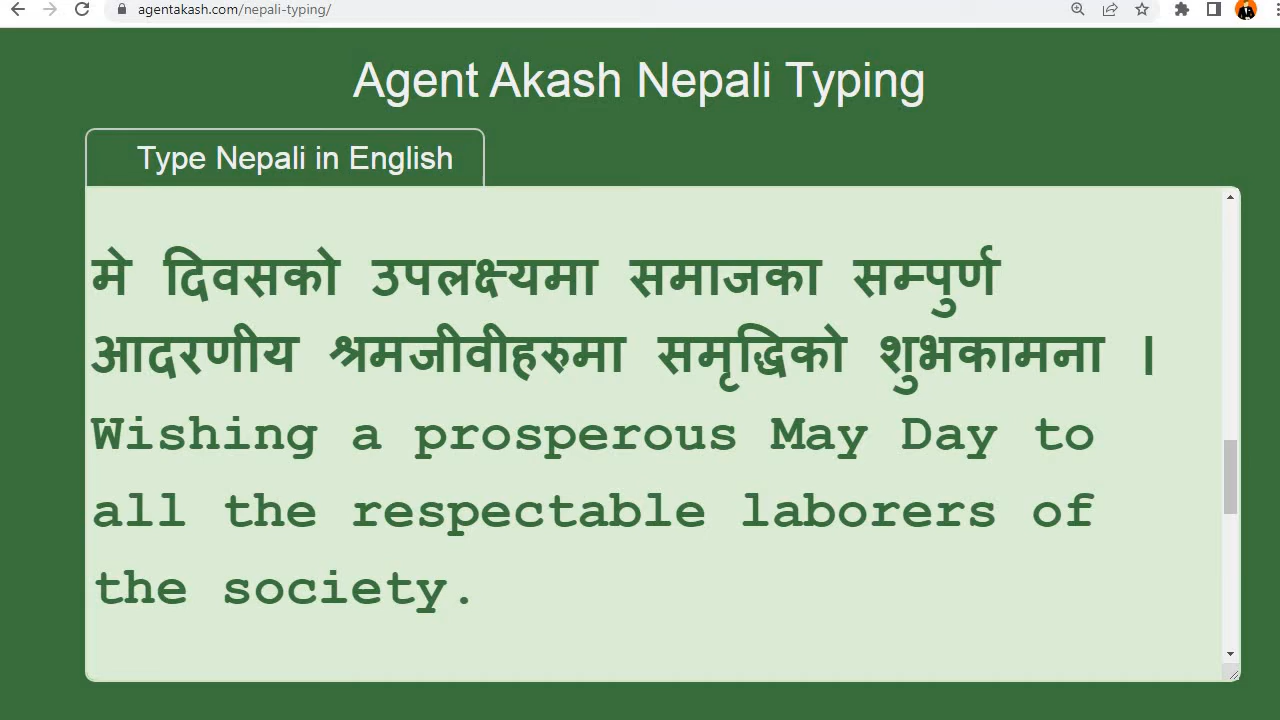 agentakash.com/nepali-typing/
Agent Akash Nepali Typing
Type Nepali in English
मे दिवसको उपलक्ष्यमा समाजका सम्पुर्ण
आदरणीय श्रमजीवीहरुमा समृद्धिको शुभकामना ।
Wishing a prosperous May Day to
all the respectable laborers of
the society.